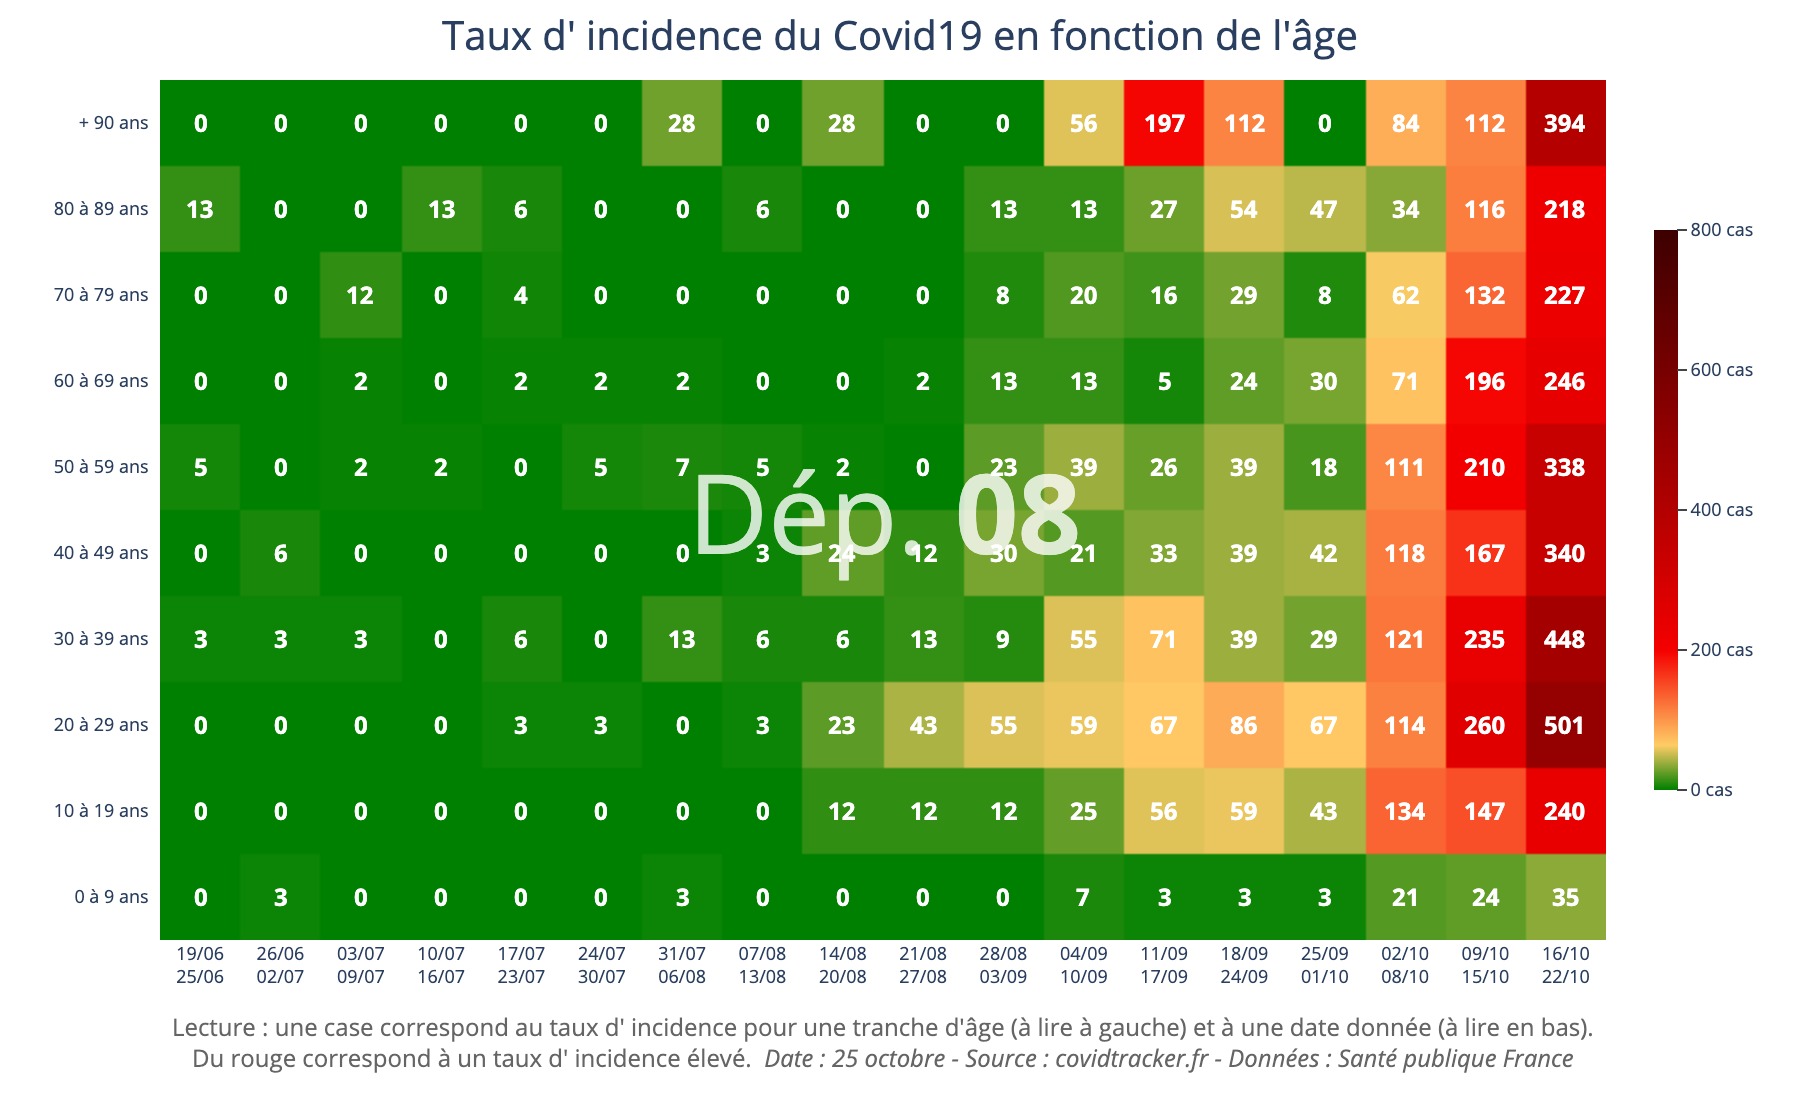 Taux d' incidence du Covid19 en fonction de l'âge
+ 90 ans 0 0 0 0 0 0 28 0 28 0 0 56 197 112 0 84 112 394
80 à 89 ans 13 0 0 13 6 0 0 6 0 0 13 13 27 54 47 34 116 218
70 à 79 ans 0 0 12 0 4 0 0 0 0 0 8 20 16 29 8 62 132 227
60 à 69 ans 0 0 2 0 2 2 2 0 0 2 13 13 5 24 30 71 196 246
50 à 59 ans 5 0 2 2 0 5 7 5 2 0 23 39 26 39 18 111 210 338
Dép. 08
40 à 49 ans 0 6 0 0 0 0 0 3 24 12 30 21 33 39 42 118 167 340
30 à 39 ans 3 3 3 0 6 0 13 6 6 13 9 55 71 39 29 121 235 448
20 à 29 ans 0 0 0 0 3 3 0 3 23 43 55 59 67 86 67 114 260 501
10 à 19 ans 0 0 0 0 0 0 0 0 12 12 12 25 56 59 43 134 147 240
0 à 9 ans 0 3 0 0 0 0 3 0 0 0 0 7 3 3 3 21 24 35
19/06 26/06 03/07 10/07 17/07 24/07 31/07 07/08 14/08 21/08 28/08 04/09 11/09 18/09 25/09 02/10 09/10 16/10
25/06 02/07 09/07 16/07 23/07 30/07 06/08 13/08 20/08 27/08 03/09 10/09 17/09 24/09 01/10 08/10 15/10 22/10
800 cas
600 cas
400 cas
200 cas
0 cas
Lecture : une case correspond au taux d' incidence pour une tranche d'âge (à lire à gauche) et à une date donnée (à lire en bas).
Du rouge correspond à un taux d' incidence élevé. Date : 25 octobre - Source : covidtracker.fr - Données : Santé publique France